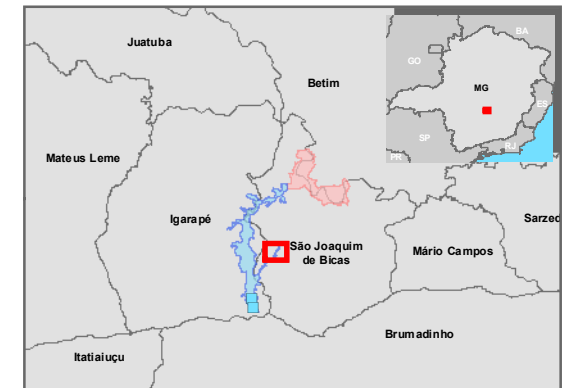 Juatuba
Betim
Mateus Leme
Igarapé
São Joaquim
de Bicas
Mário Campos
Sarzed
Brumadinho
Itatiaiuçu
BA
GO
MG
ES
SP
RJ
PR